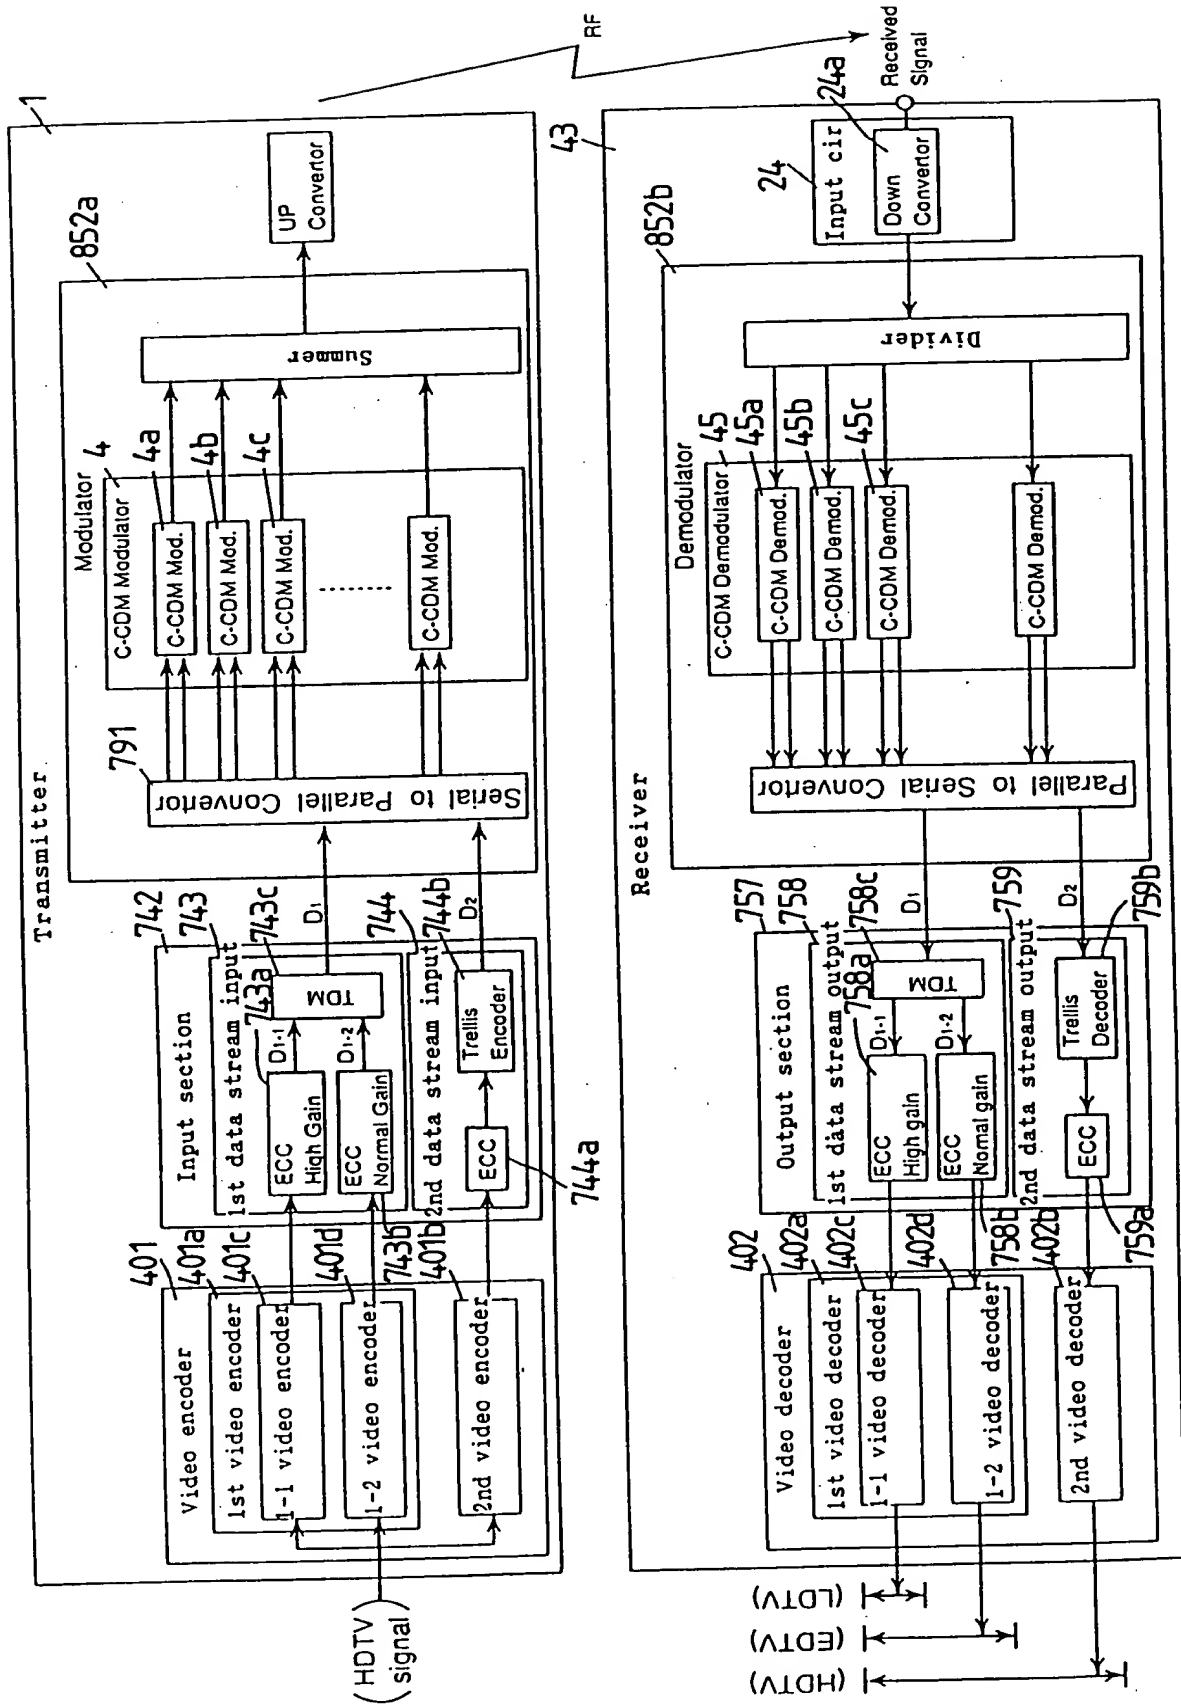 Transmitter
1
(HDTV
signal)
401
Video encoder
401a
1st video encoder
401c
1-1 video encoder
401d
1-2 video encoder
401b
2nd video encoder
742
Input section
743
1st data stream input
743a
ECC
High Gain
743b
ECC
Normal Gain
D1-1
D1-2
743c
TDM
D1
744
2nd data stream input
744a
ECC
744b
Trellis
Encoder
D2
852a
Modulator
791
Serial to Parallel Convertor
4
C-CDM Modulator
4a
C-CDM Mod.
4b
C-CDM Mod.
4c
C-CDM Mod.
........
C-CDM Mod.
Summer
UP
Convertor
RF
Receiver
43
Received
Signal
24
Input cir
24a
Down
Convertor
852b
Demodulator
Divider
45
C-CDM Demodulator
45a
C-CDM Demod.
45b
C-CDM Demod.
45c
C-CDM Demod.
C-CDM Demod.
Parallel to Serial Convertor
D1
D2
757
Output section
758
1st data stream output
758c
TDM
D1-1
D1-2
758a
ECC
High gain
758b
ECC
Normal gain
759
2nd data stream output
759b
Trellis
Decoder
759a
ECC
402
Video decoder
402a
1st video decoder
402c
1-1 video decoder
402d
1-2 video decoder
402b
2nd video decoder
(LDTV)
(EDTV)
(HDTV)